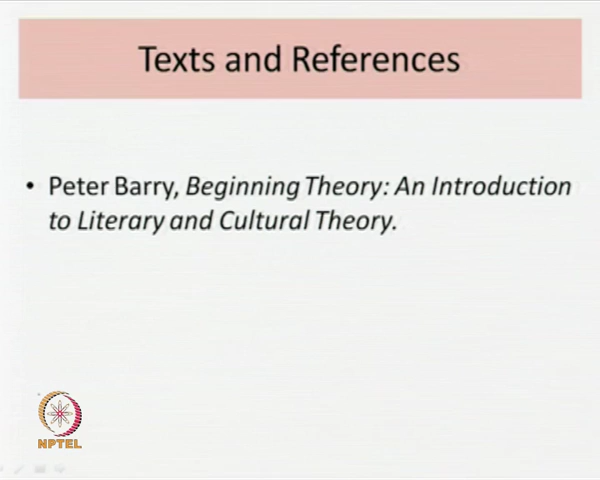 Texts and References
• Peter Barry, Beginning Theory: An Introduction
to Literary and Cultural Theory.
NPTEL